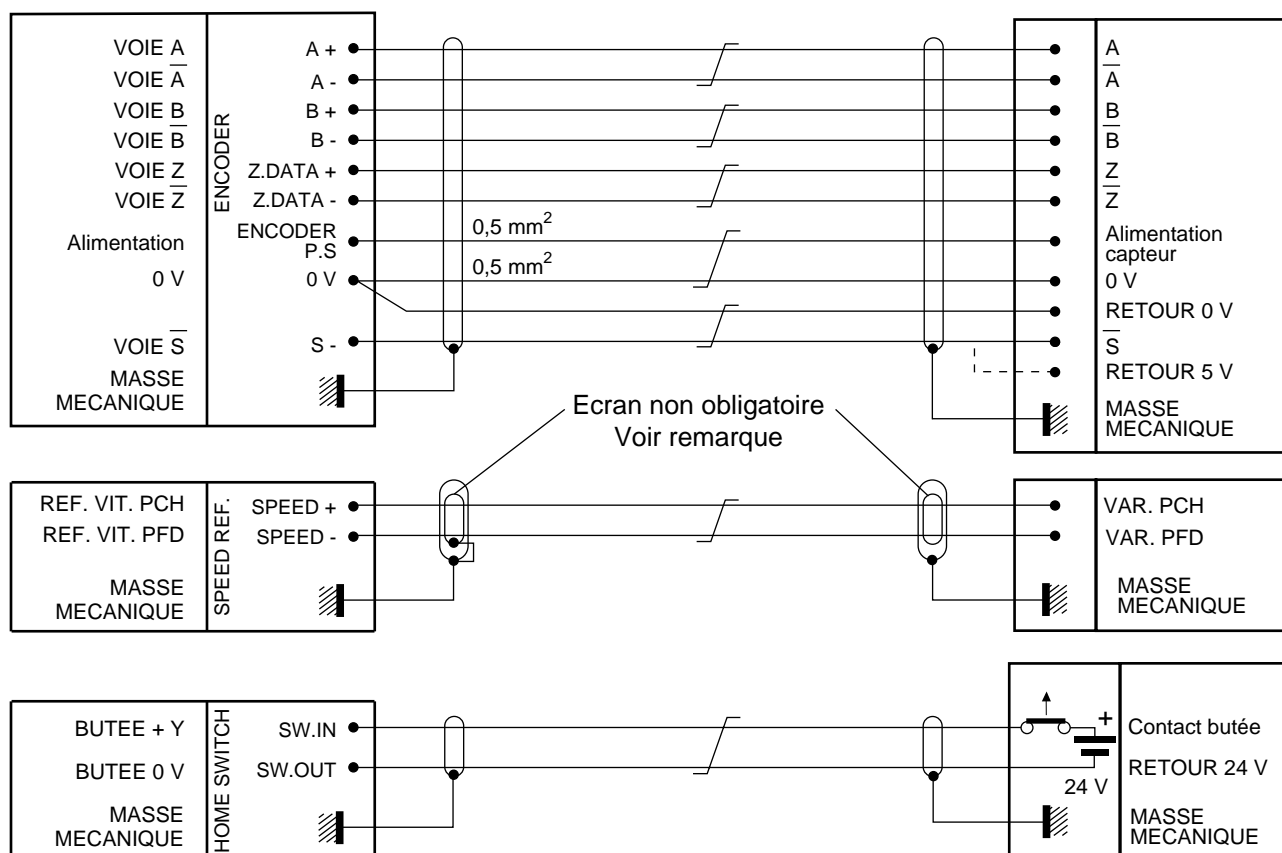 VOIE A
VOIE A̅
VOIE B
VOIE B̅
VOIE Z
VOIE Z̅
Alimentation
0 V
VOIE S̅
MASSE
MECANIQUE
ENCODER
A +
A -
B +
B -
Z.DATA +
Z.DATA -
ENCODER
P.S
0 V
S -
0,5 mm²
0,5 mm²
A
A̅
B
B̅
Z
Z̅
Alimentation
capteur
0 V
RETOUR 0 V
S̅
RETOUR 5 V
MASSE
MECANIQUE
Ecran non obligatoire
Voir remarque
REF. VIT. PCH
REF. VIT. PFD
MASSE
MECANIQUE
SPEED REF.
SPEED +
SPEED -
VAR. PCH
VAR. PFD
MASSE
MECANIQUE
BUTEE + Y
BUTEE 0 V
MASSE
MECANIQUE
HOME SWITCH
SW.IN
SW.OUT
+
24 V
Contact butée
RETOUR 24 V
MASSE
MECANIQUE